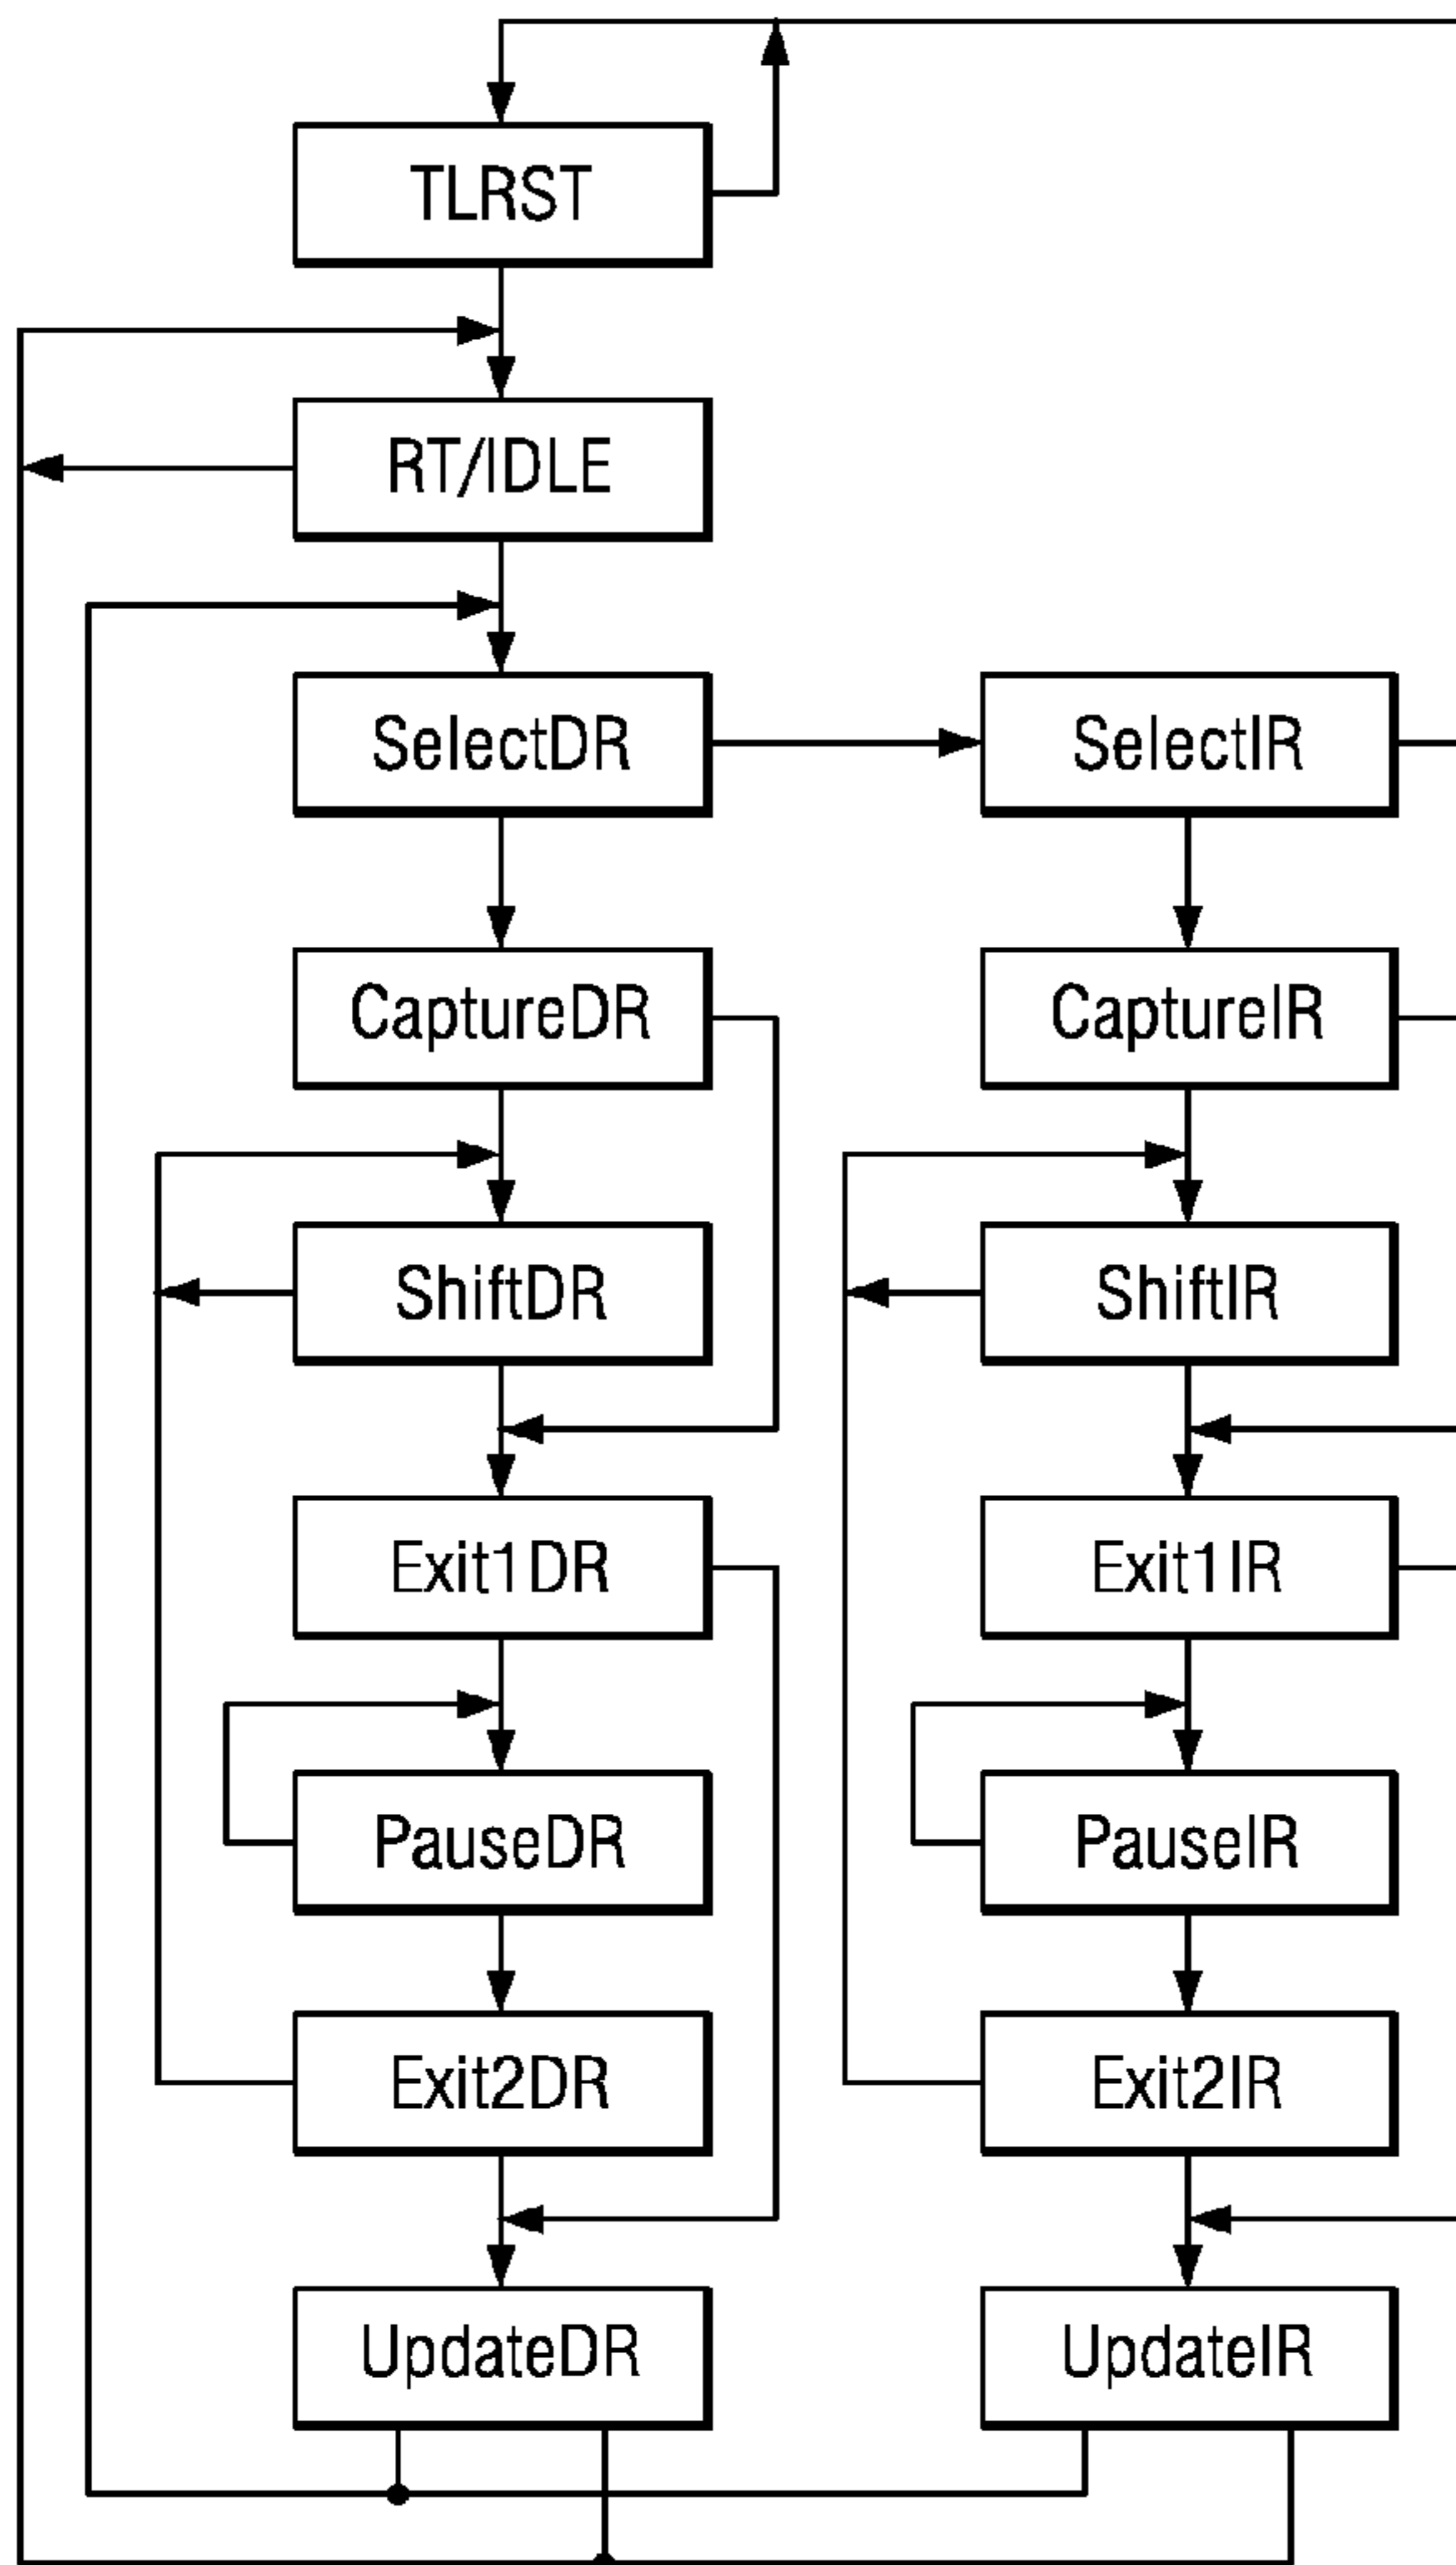 TLRST
RT/IDLE
SelectDR
SelectIR
CaptureDR
CaptureIR
ShiftDR
ShiftIR
Exit1DR
Exit1IR
PauseDR
PauseIR
Exit2DR
Exit2IR
UpdateDR
UpdateIR